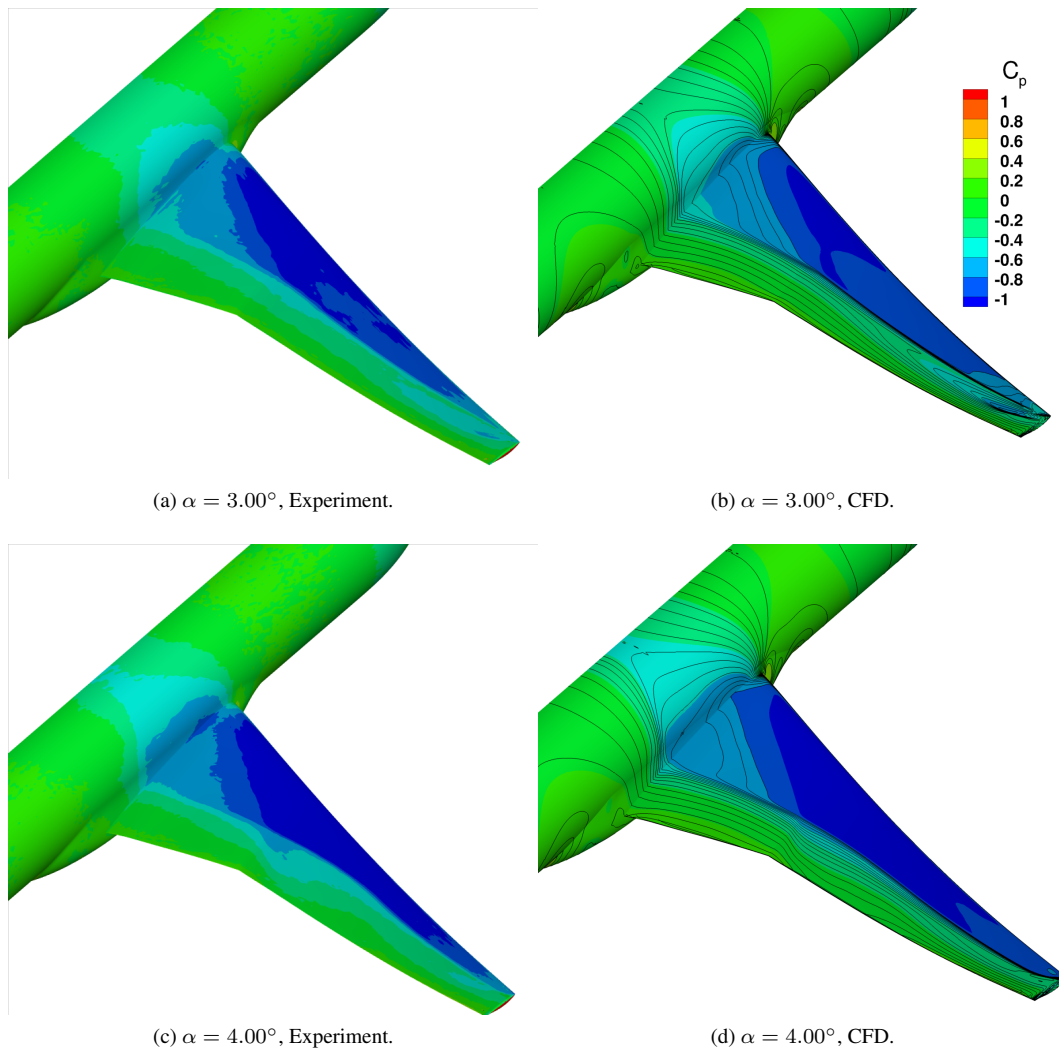 C_p
1
0.8
0.6
0.4
0.2
0
-0.2
-0.4
-0.6
-0.8
-1
(a) α = 3.00°, Experiment.
(b) α = 3.00°, CFD.
(c) α = 4.00°, Experiment.
(d) α = 4.00°, CFD.